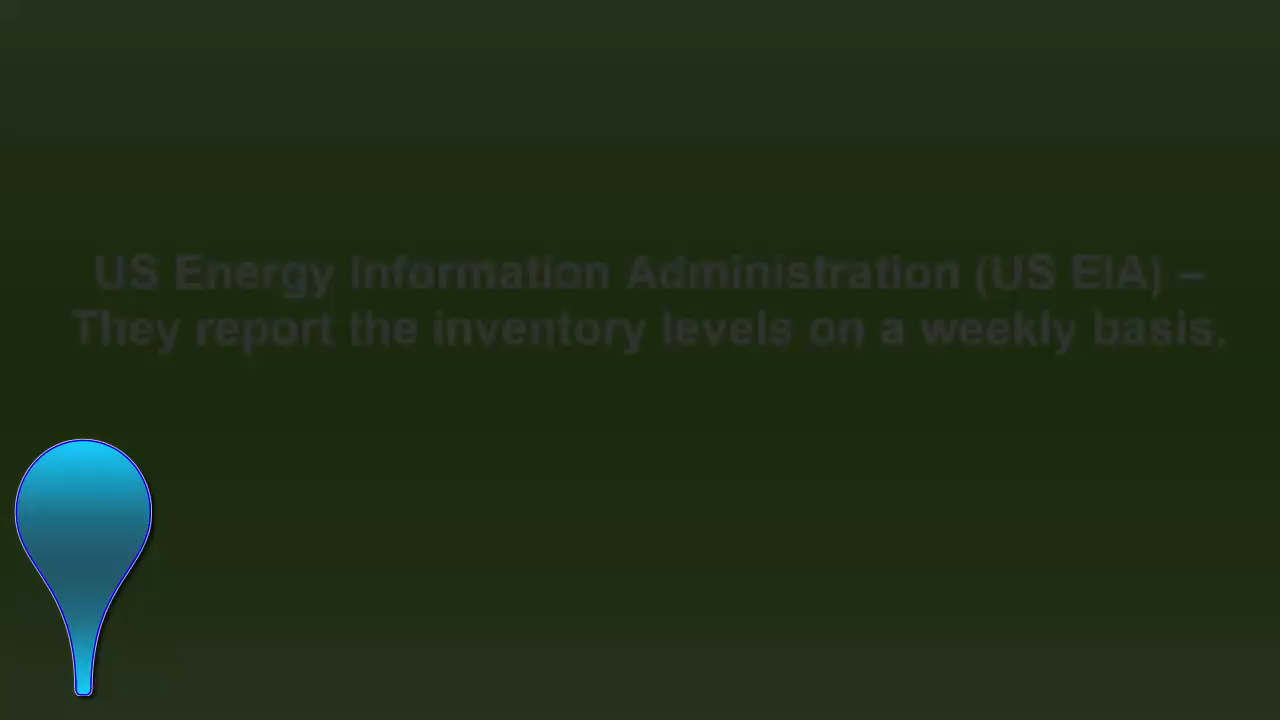 US Energy Information Administration (US EIA) –
They report the inventory levels on a weekly basis.